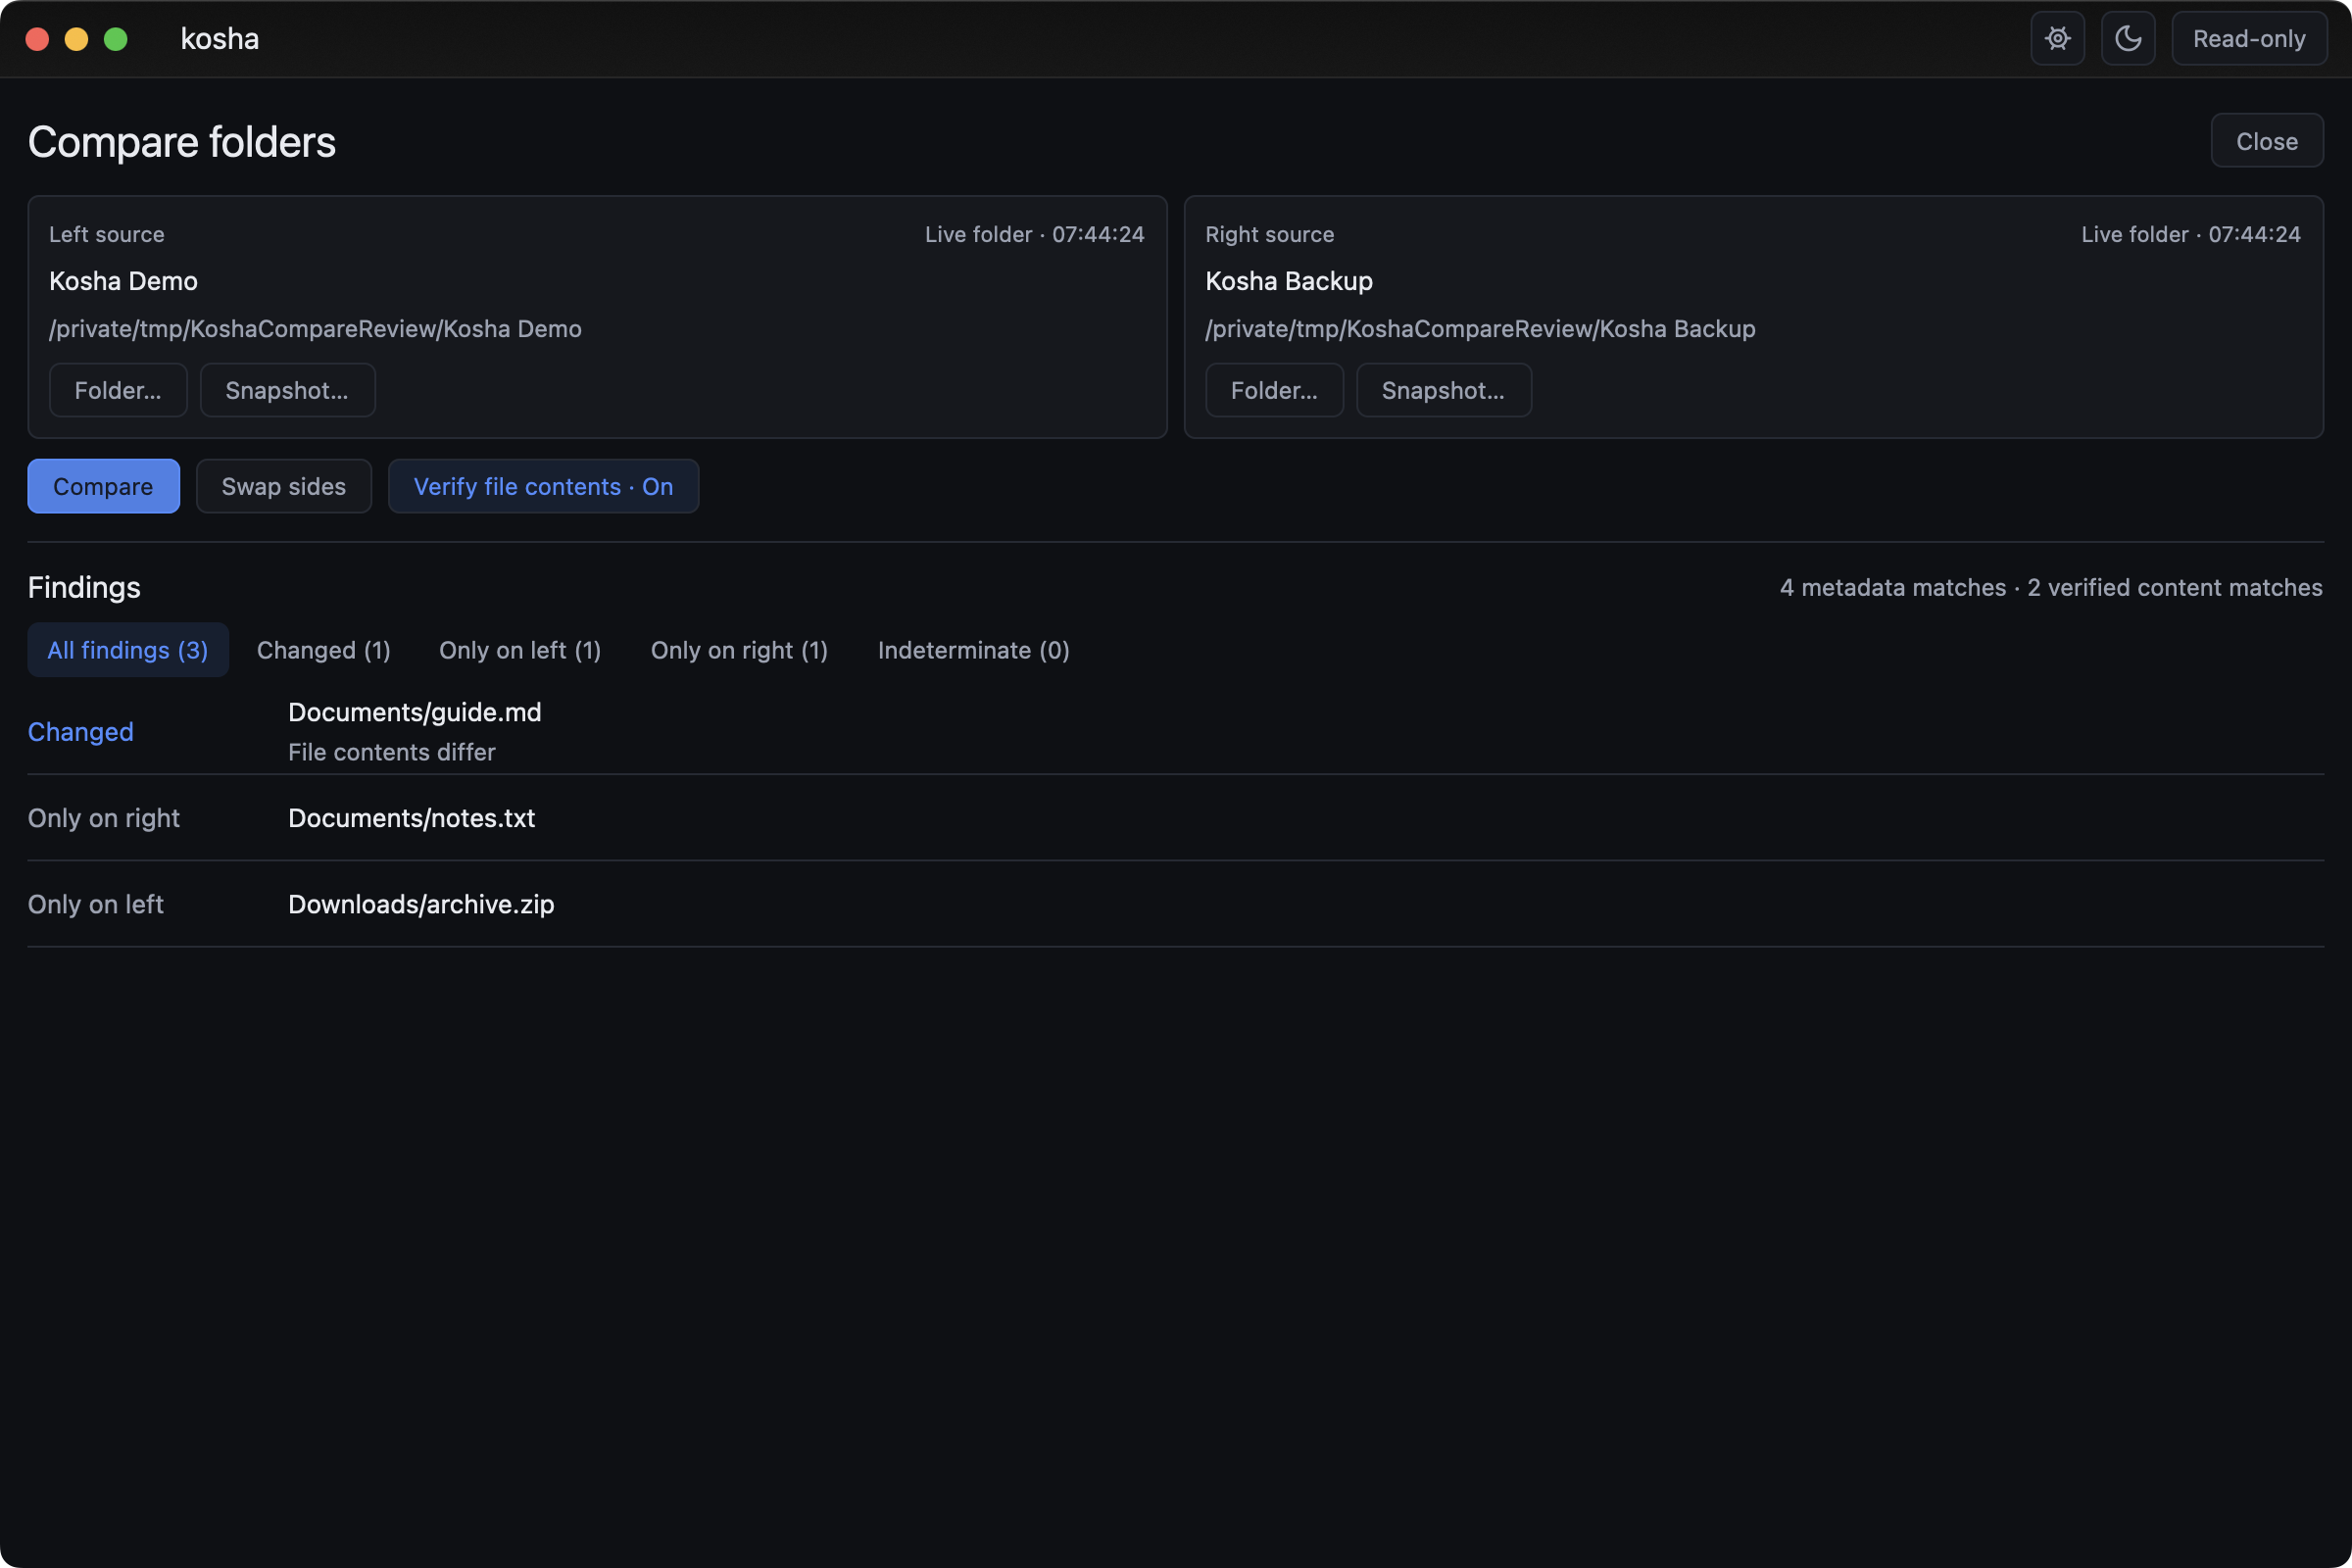 kosha
Read-only
Compare folders
Close
Left source
Live folder · 07:44:24
Kosha Demo
/private/tmp/KoshaCompareReview/Kosha Demo
Folder...
Snapshot...
Right source
Live folder · 07:44:24
Kosha Backup
/private/tmp/KoshaCompareReview/Kosha Backup
Folder...
Snapshot...
Compare
Swap sides
Verify file contents · On
Findings
4 metadata matches · 2 verified content matches
All findings (3)
Changed (1)
Only on left (1)
Only on right (1)
Indeterminate (0)
Changed
Documents/guide.md
File contents differ
Only on right
Documents/notes.txt
Only on left
Downloads/archive.zip